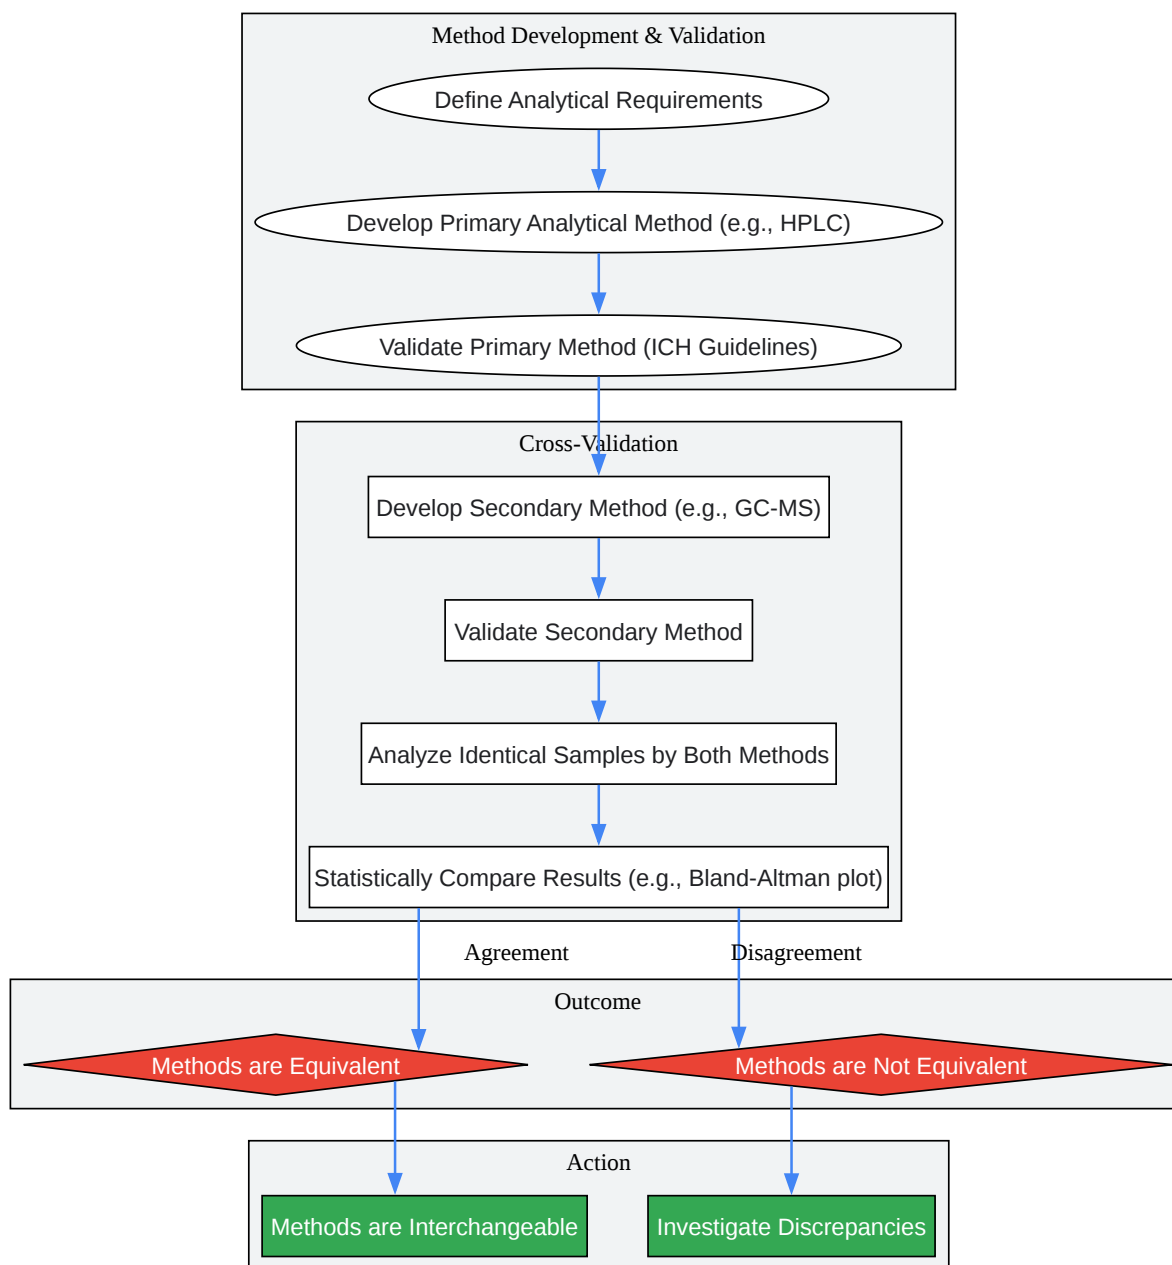 Method Development & Validation
Define Analytical Requirements
Develop Primary Analytical Method (e.g., HPLC)
Validate Primary Method (ICH Guidelines)
Cross-Validation
Develop Secondary Method (e.g., GC-MS)
Validate Secondary Method
Analyze Identical Samples by Both Methods
Statistically Compare Results (e.g., Bland-Altman plot)
Agreement
Disagreement
Outcome
Methods are Equivalent
Methods are Not Equivalent
Action
Methods are Interchangeable
Investigate Discrepancies